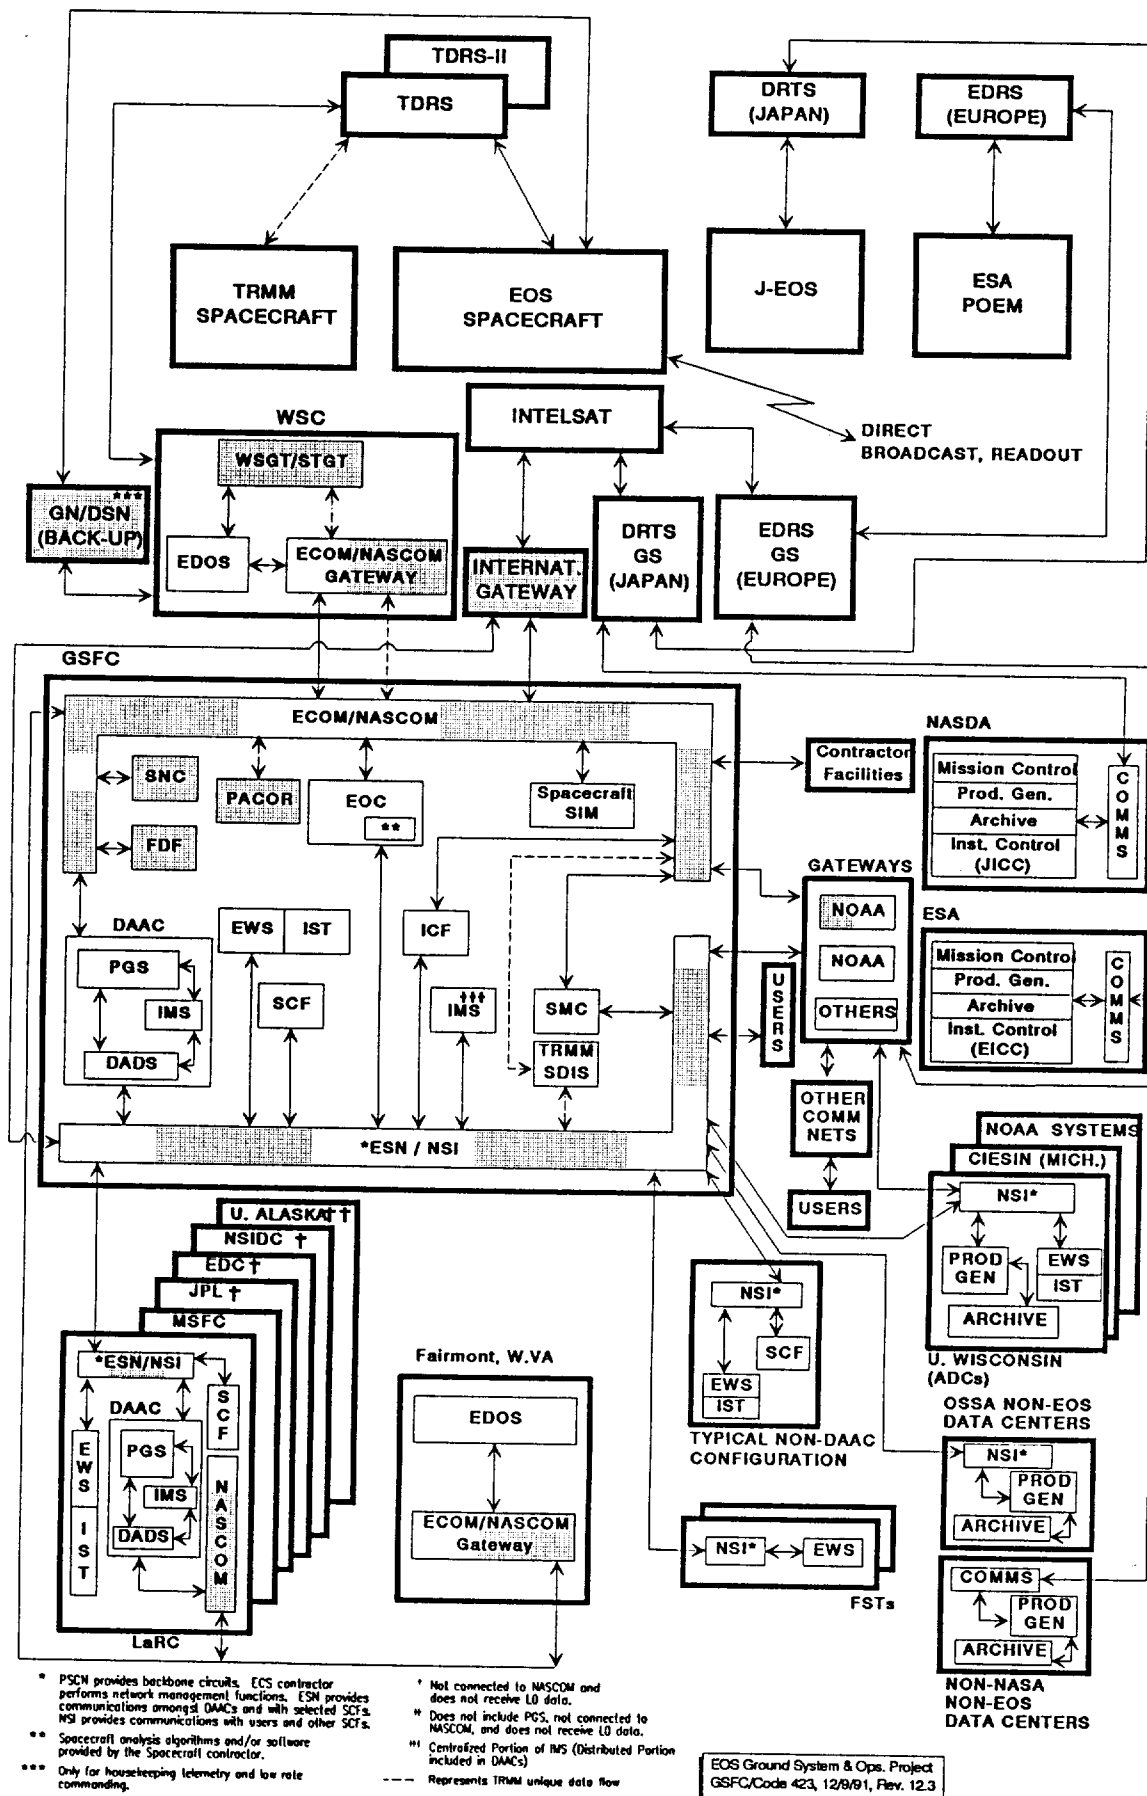 TDRS-II
TDRS
DRTS
(JAPAN)
EDRS
(EUROPE)
TRMM
SPACECRAFT
EOS
SPACECRAFT
J-EOS
ESA
POEM
WSC
INTELSAT
DIRECT
BROADCAST, READOUT
WSGT/STGT
***
GN/DSN
(BACK-UP)
EDOS
ECOM/NASCOM
GATEWAY
INTERNAT.
GATEWAY
DRTS
GS
(JAPAN)
EDRS
GS
(EUROPE)
GSFC
ECOM/NASCOM
SNC
PACOR
EOC
**
Spacecraft
SIM
FDF
Contractor
Facilities
NASDA
Mission Control
Prod. Gen.
Archive
Inst. Control
(JICC)
COMMS
GATEWAYS
NOAA
NOAA
OTHERS
ESA
Mission Control
Prod. Gen.
Archive
Inst. Control
(EICC)
COMMS
DAAC
PGS
IMS
DADS
EWS
IST
SCF
ICF
†††
IMS
SMC
TRMM
SDIS
USERS
*ESN / NSI
OTHER
COMM
NETS
USERS
NOAA SYSTEMS
CIESIN (MICH.)
NSI*
PROD
GEN
EWS
IST
ARCHIVE
U. WISCONSIN
(ADCs)
U. ALASKA††
NSIDC †
EDC †
JPL †
MSFC
*ESN/NSI
DAAC
SCF
EWS
IST
PGS
IMS
DADS
NASCOM
LaRC
Fairmont, W.VA
EDOS
ECOM/NASCOM
Gateway
NSI*
SCF
EWS
IST
TYPICAL NON-DAAC
CONFIGURATION
OSSA NON-EOS
DATA CENTERS
NSI*
PROD
GEN
ARCHIVE
NSI*
EWS
FSTs
COMMS
PROD
GEN
ARCHIVE
NON-NASA
NON-EOS
DATA CENTERS
* PSCN provides backbone circuits. ECS contractor
performs network management functions. ESN provides
communications amongst DAACs and with selected SCFs.
NSI provides communications with users and other SCFs.
** Spacecraft analysis algorithms and/or software
provided by the Spacecraft contractor.
*** Only for housekeeping telemetry and low rate
commanding.
† Not connected to NASCOM and
does not receive L0 data.
†† Does not include PGS, not connected to
NASCOM, and does not receive L0 data.
††† Centralized Portion of IMS (Distributed Portion
included in DAACs)
--- Represents TRMM unique data flow
EOS Ground System & Ops. Project
GSFC/Code 423, 12/9/91, Rev. 12.3